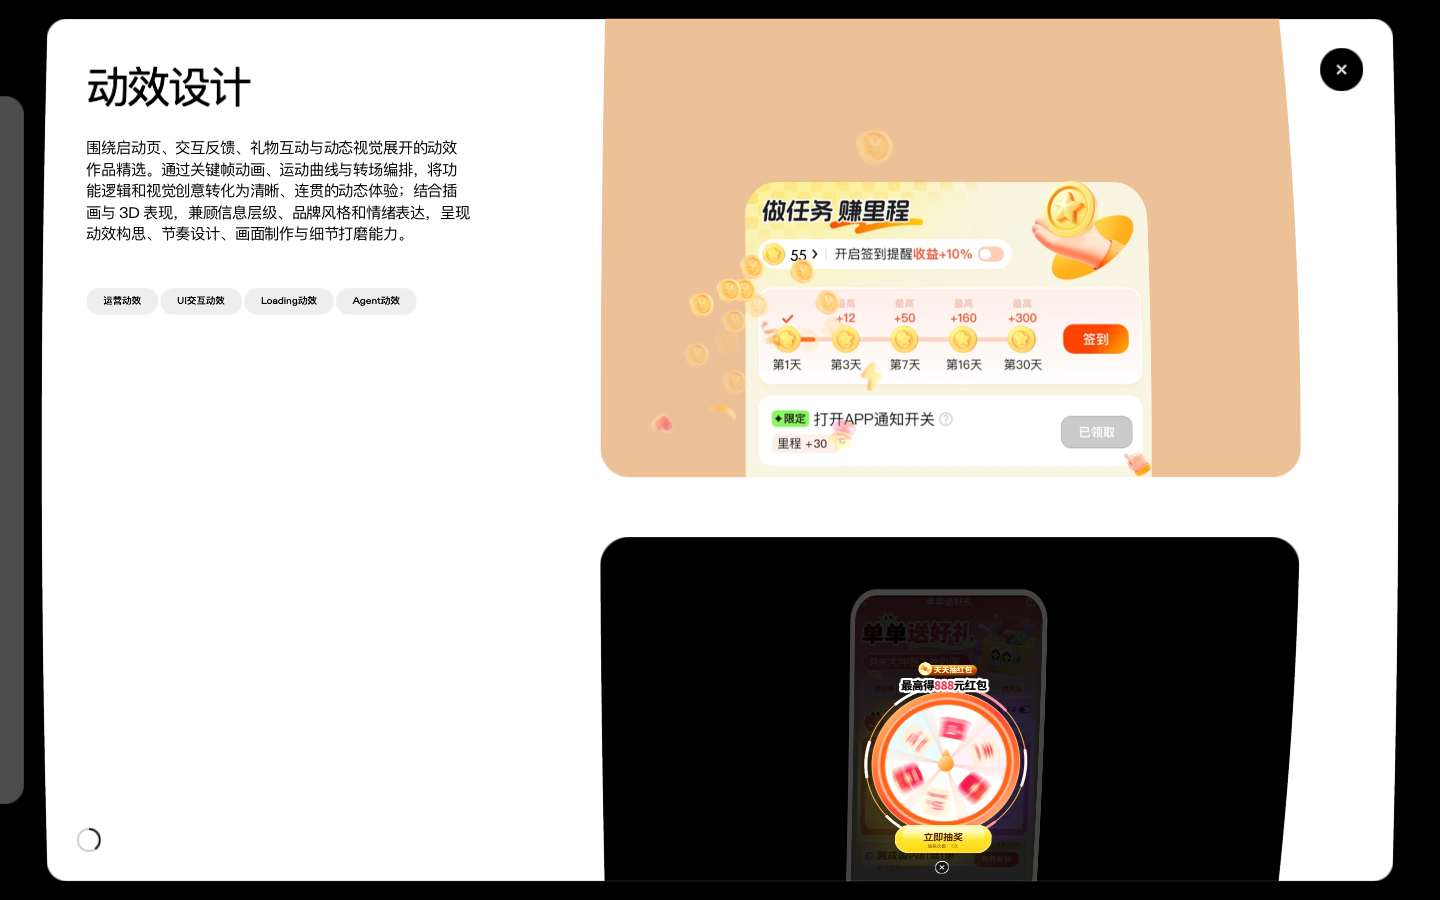 动效设计
围绕启动页、交互反馈、礼物互动与动态视觉展开的动效
作品精选。通过关键帧动画、运动曲线与转场编排，将功
能逻辑和视觉创意转化为清晰、连贯的动态体验；结合插
画与 3D 表现，兼顾信息层级、品牌风格和情绪表达，呈现
动效构思、节奏设计、画面制作与细节打磨能力。
运营动效 UI交互动效 Loading动效 Agent动效
做任务 赚里程
55 开启签到提醒收益+10%
最高 最高 最高 最高
+12 +50 +160 +300
签到
第1天 第3天 第7天 第16天 第30天
限定 打开APP通知开关
里程 +30
已领取
单单送好礼
单单送好礼
天天抽红包
最高得888元红包
立即抽奖